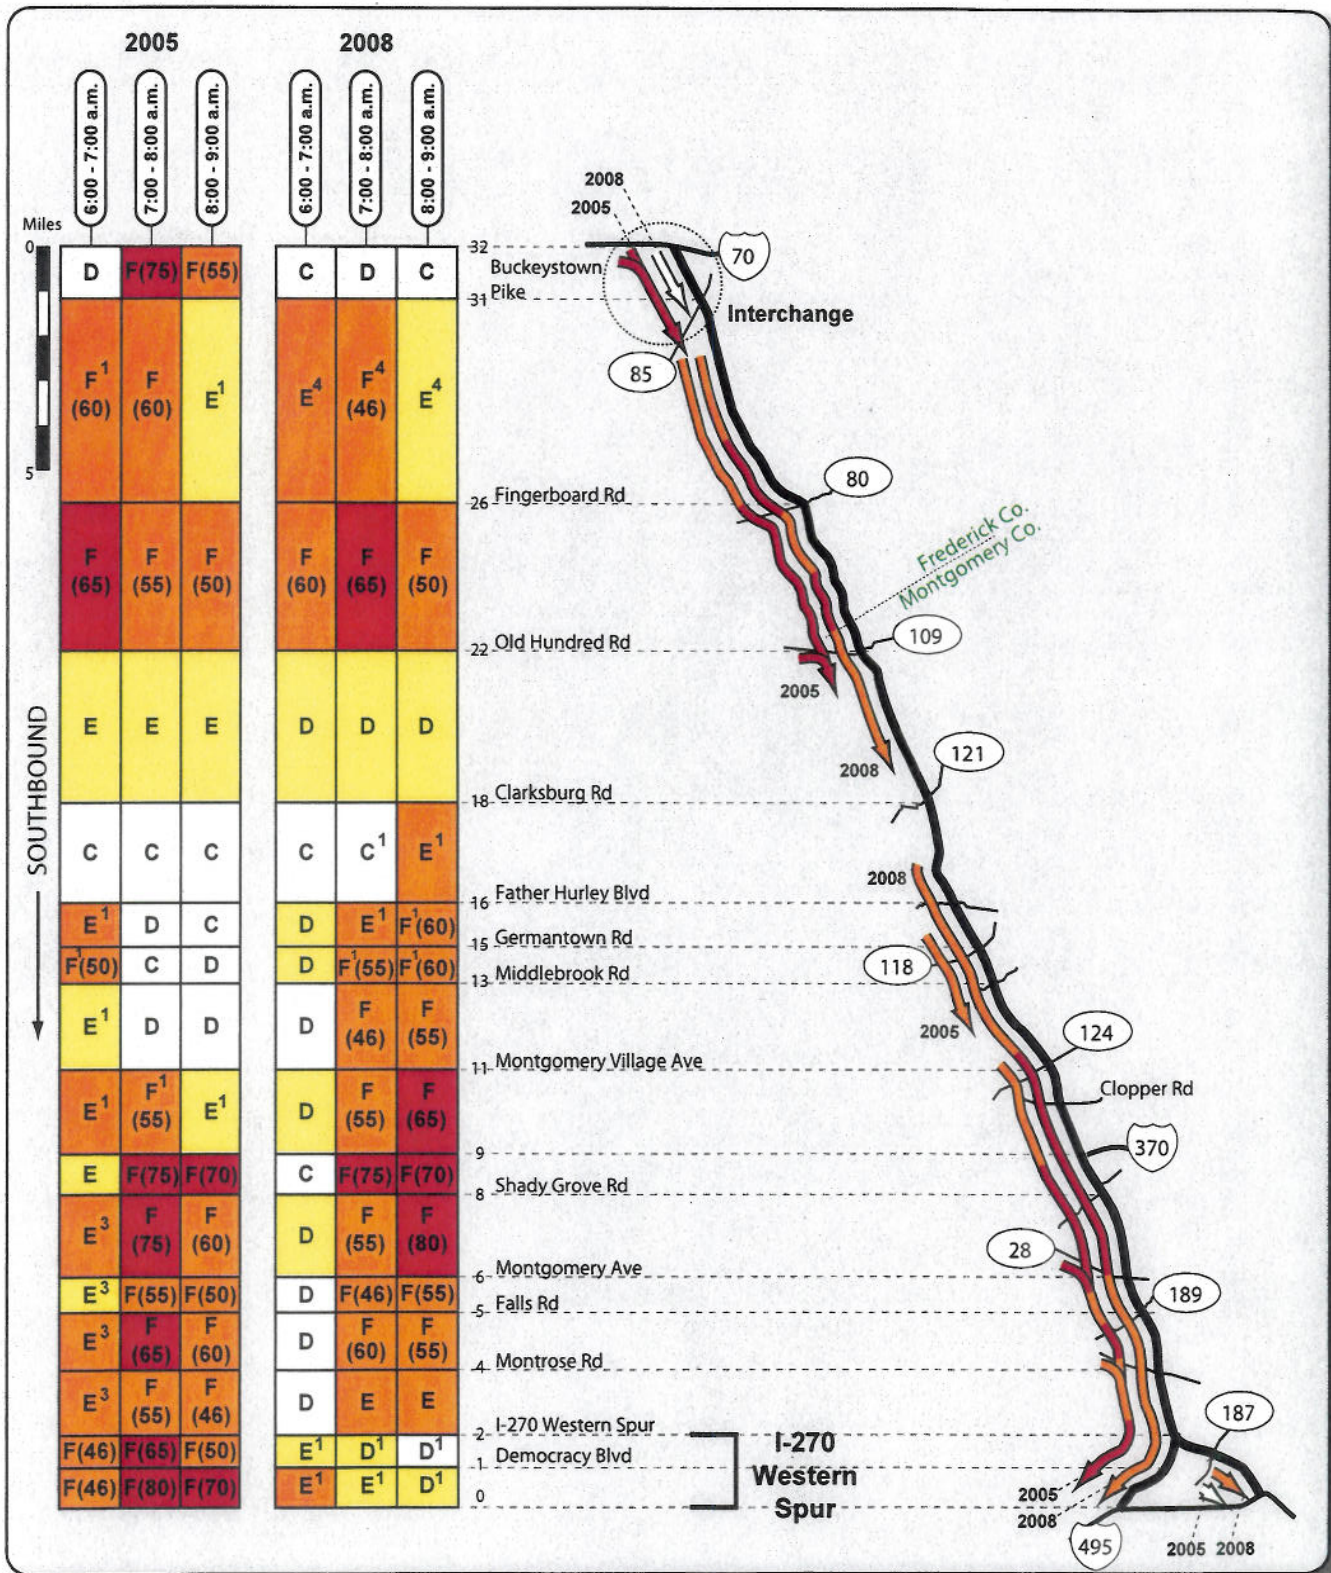 2005 2008
6:00 - 7:00 a.m. 7:00 - 8:00 a.m. 8:00 - 9:00 a.m. 6:00 - 7:00 a.m. 7:00 - 8:00 a.m. 8:00 - 9:00 a.m.
Miles
0
5
SOUTHBOUND
D F(75) F(55) C D C
F¹ (60) F (60) E¹ E⁴ F⁴ (46) E⁴
F (65) F (55) F (50) F (60) F (65) F (50)
E E E D D D
C C C C C¹ E¹
E¹ D C D E¹ F¹(60)
F¹(50) C D D F¹(55) F¹(60)
E¹ D D D F (46) F (55)
E¹ F¹ (55) E¹ D F (55) F (65)
E F(75) F(70) C F(75) F(70)
E³ F (75) F (60) D F (55) F (80)
E³ F(55) F(50) D F(46) F(55)
E³ F (65) F (60) D F (60) F (55)
E³ F (55) F (46) D E E
F(46) F(65) F(50) E¹ D¹ D¹
F(46) F(80) F(70) E¹ E¹ D¹
32
Buckeystown
Pike
31
26 Fingerboard Rd
22 Old Hundred Rd
18 Clarksburg Rd
16 Father Hurley Blvd
15 Germantown Rd
13 Middlebrook Rd
11 Montgomery Village Ave
9
8 Shady Grove Rd
6 Montgomery Ave
5 Falls Rd
4 Montrose Rd
2 I-270 Western Spur
1 Democracy Blvd
0
I-270
Western
Spur
2008
2005
70
Interchange
85
80
Frederick Co.
Montgomery Co.
109
2005
2008
121
2008
118
2005
124
Clopper Rd
370
28
189
187
2005
2008
495
2005 2008